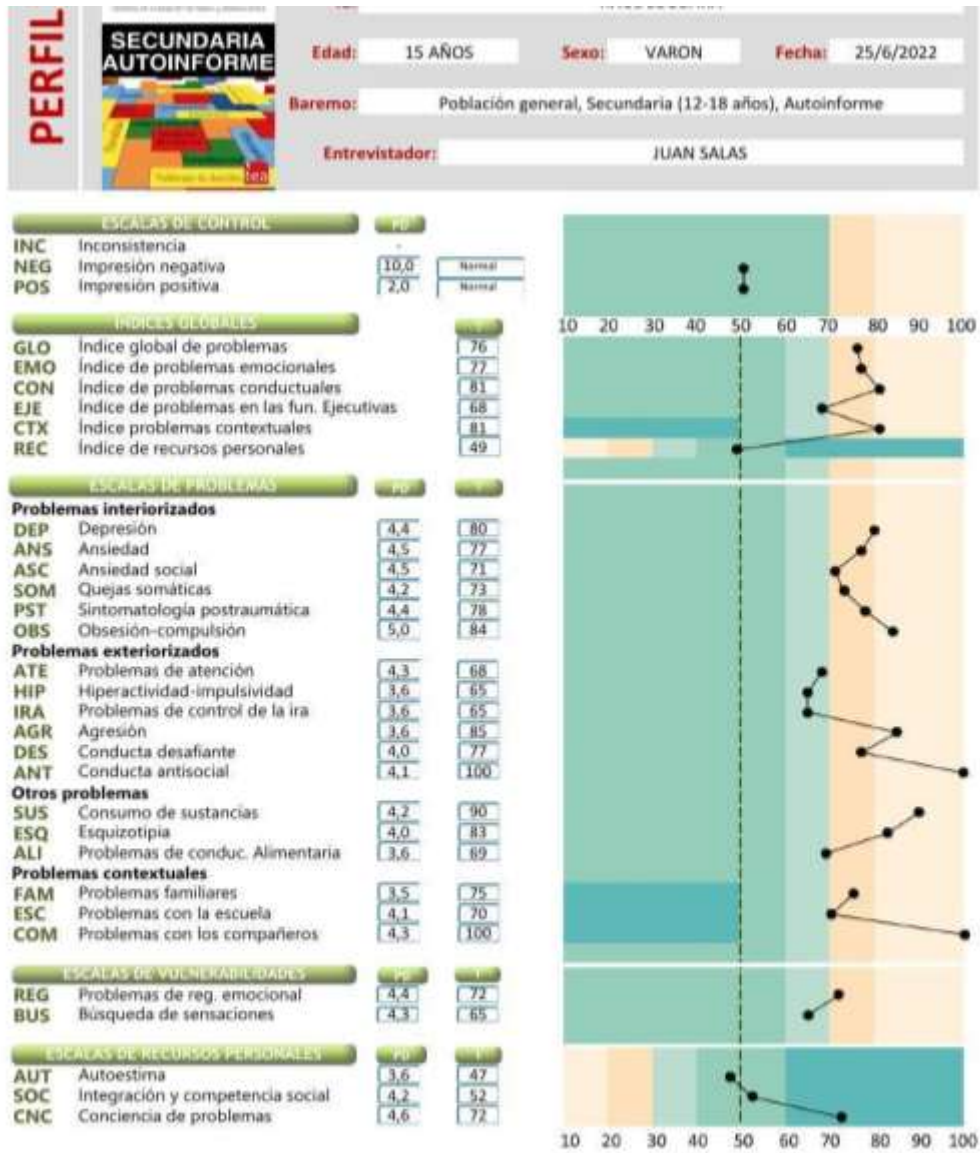 PERFIL
SECUNDARIA
AUTOINFORME
tea
Edad: 15 AÑOS Sexo: VARON Fecha: 25/6/2022
Baremo: Población general, Secundaria (12-18 años), Autoinforme
Entrevistador: JUAN SALAS
ESCALAS DE CONTROL PD
INC Inconsistencia -
NEG Impresión negativa 10,0 Normal
POS Impresión positiva 2,0 Normal
10 20 30 40 50 60 70 80 90 100
ÍNDICES GLOBALES T
GLO Índice global de problemas 76
EMO Índice de problemas emocionales 77
CON Índice de problemas conductuales 81
EJE Índice de problemas en las fun. Ejecutivas 68
CTX Índice problemas contextuales 81
REC Índice de recursos personales 49
ESCALAS DE PROBLEMAS PD T
Problemas interiorizados
DEP Depresión 4,4 80
ANS Ansiedad 4,5 77
ASC Ansiedad social 4,5 71
SOM Quejas somáticas 4,2 73
PST Sintomatología postraumática 4,4 78
OBS Obsesión-compulsión 5,0 84
Problemas exteriorizados
ATE Problemas de atención 4,3 68
HIP Hiperactividad-impulsividad 3,6 65
IRA Problemas de control de la ira 3,6 65
AGR Agresión 3,6 85
DES Conducta desafiante 4,0 77
ANT Conducta antisocial 4,1 100
Otros problemas
SUS Consumo de sustancias 4,2 90
ESQ Esquizotipia 4,0 83
ALI Problemas de conduc. Alimentaria 3,6 69
Problemas contextuales
FAM Problemas familiares 3,5 75
ESC Problemas con la escuela 4,1 70
COM Problemas con los compañeros 4,3 100
ESCALAS DE VULNERABILIDADES PD T
REG Problemas de reg. emocional 4,4 72
BUS Búsqueda de sensaciones 4,3 65
ESCALAS DE RECURSOS PERSONALES PD T
AUT Autoestima 3,6 47
SOC Integración y competencia social 4,2 52
CNC Conciencia de problemas 4,6 72
10 20 30 40 50 60 70 80 90 100